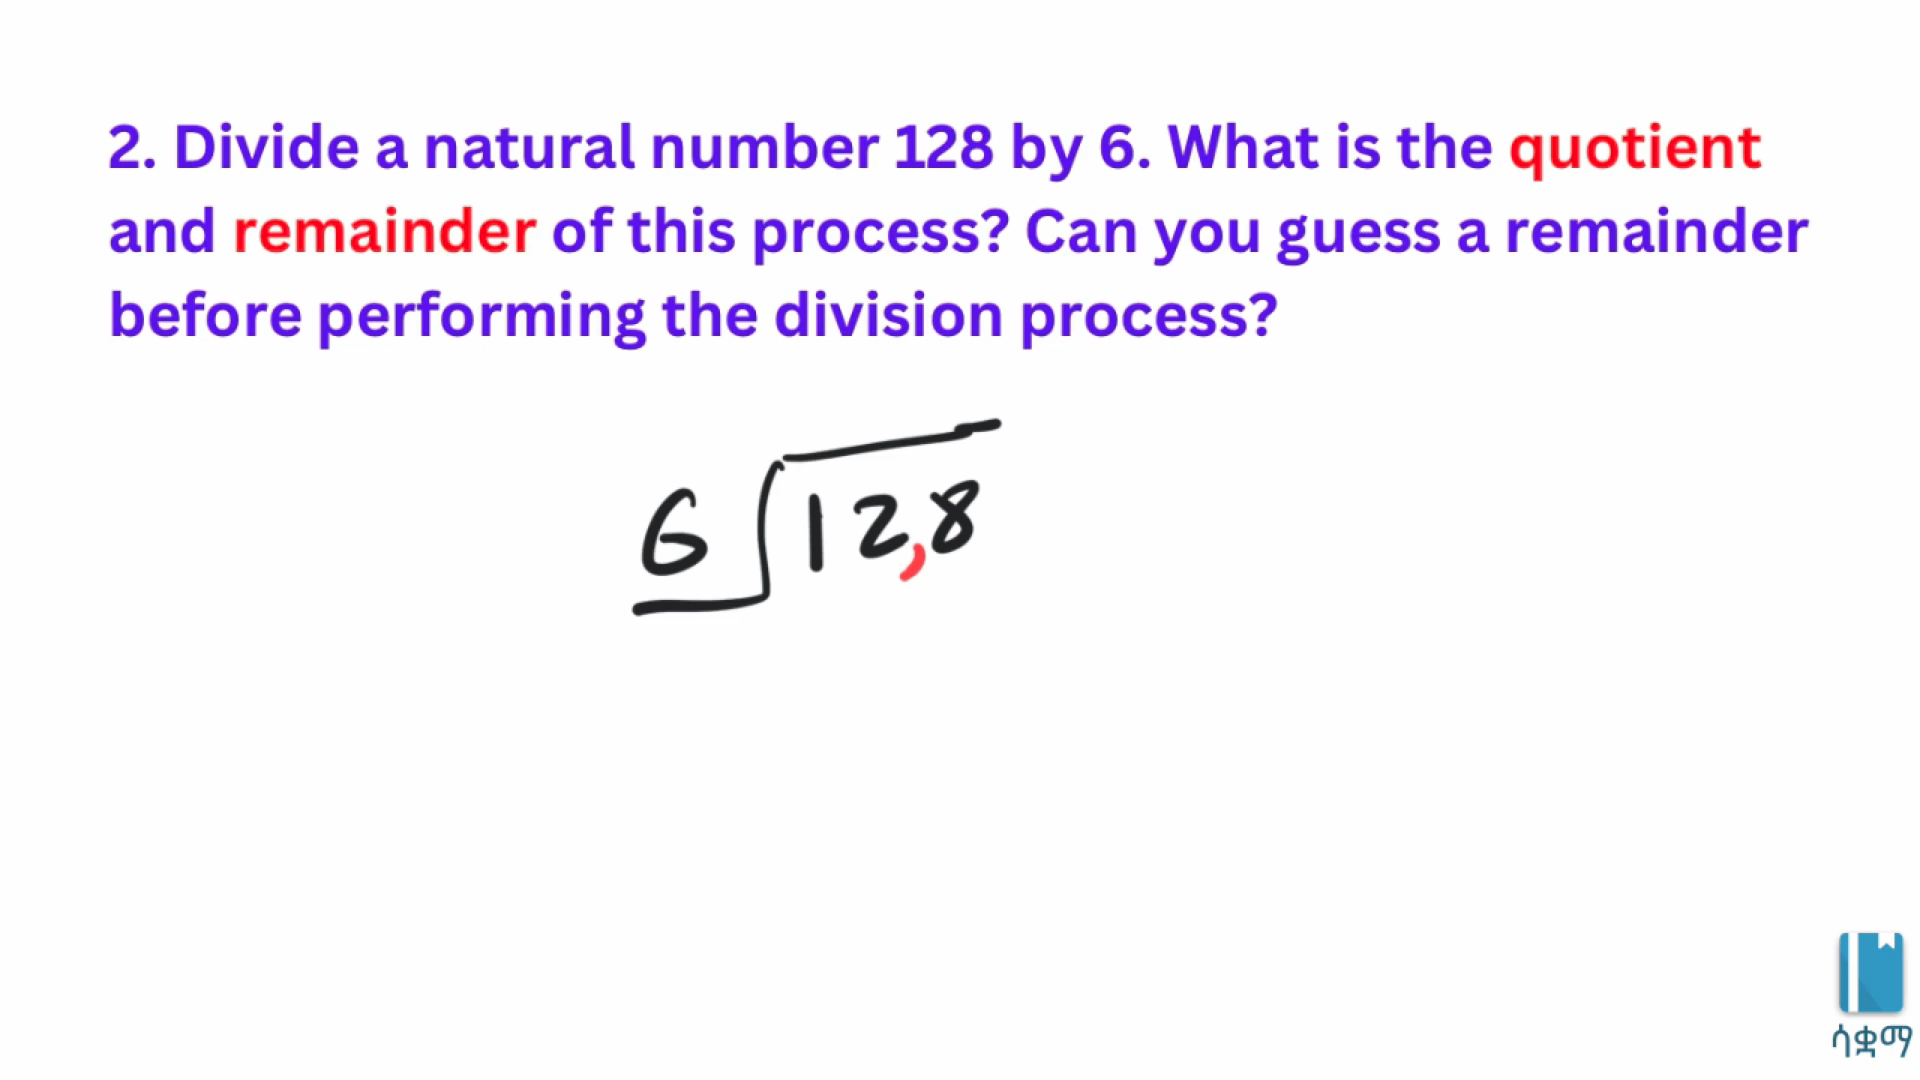 2. Divide a natural number 128 by 6. What is the quotient
and remainder of this process? Can you guess a remainder
before performing the division process?
6 12,8
ሳቋማ